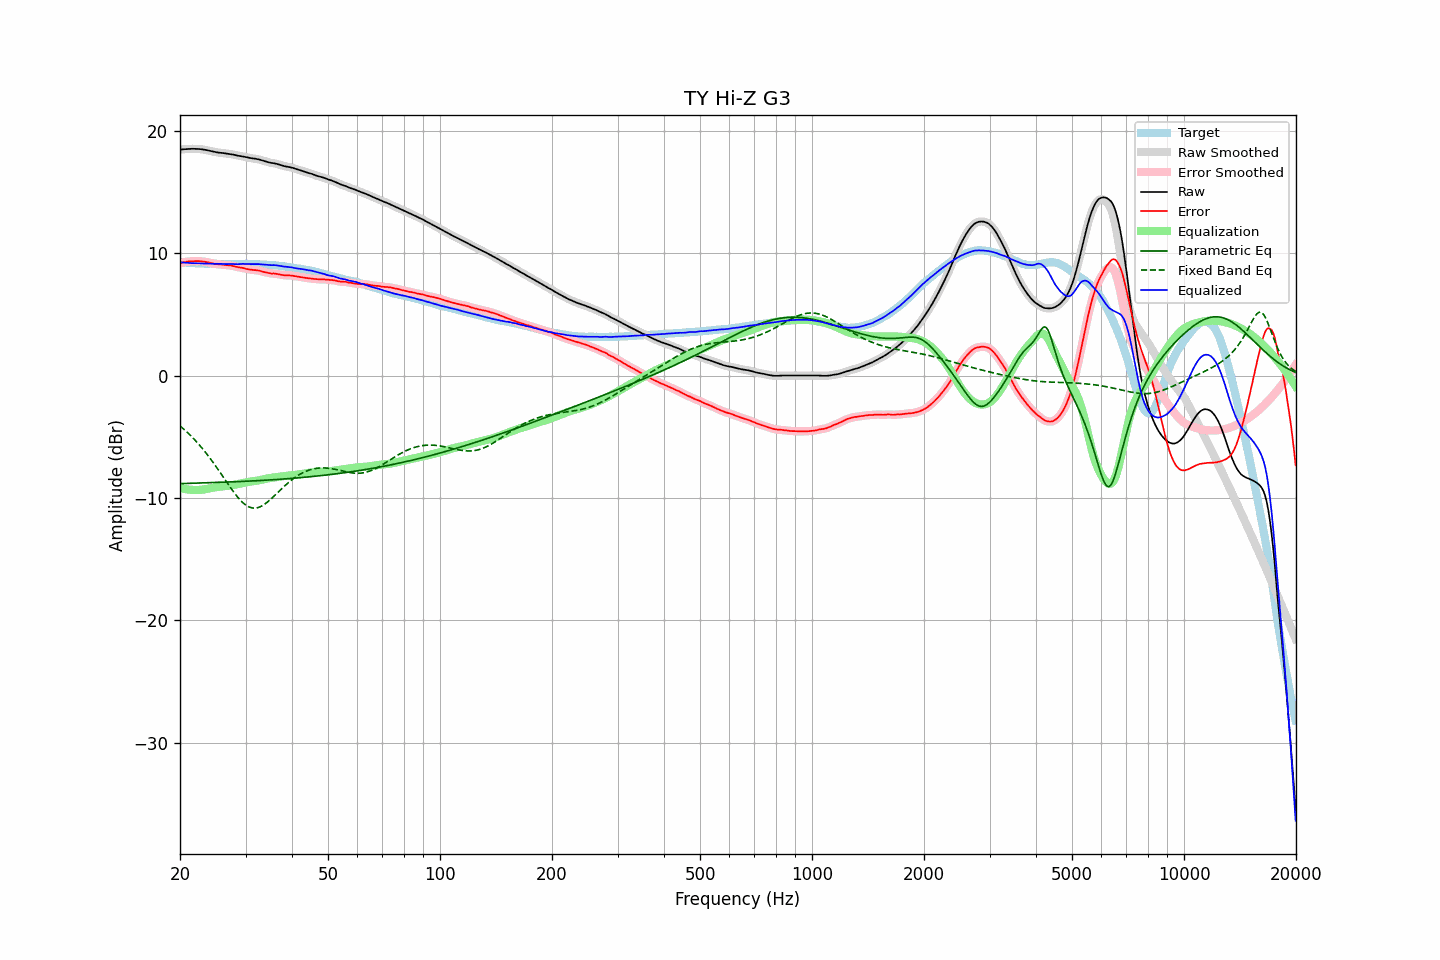 TY Hi-Z G3
Target
Raw Smoothed
Error Smoothed
Raw
Error
Equalization
Parametric Eq
Fixed Band Eq
Equalized
20
10
0
−10
−20
−30
Amplitude (dBr)
20 50 100 200 500 1000 2000 5000 10000 20000
Frequency (Hz)